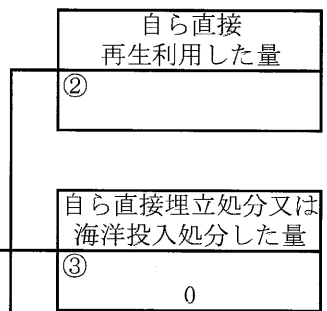 自ら直接
再生利用した量
②
自ら直接埋立処分又は
海洋投入処分した量
③
0